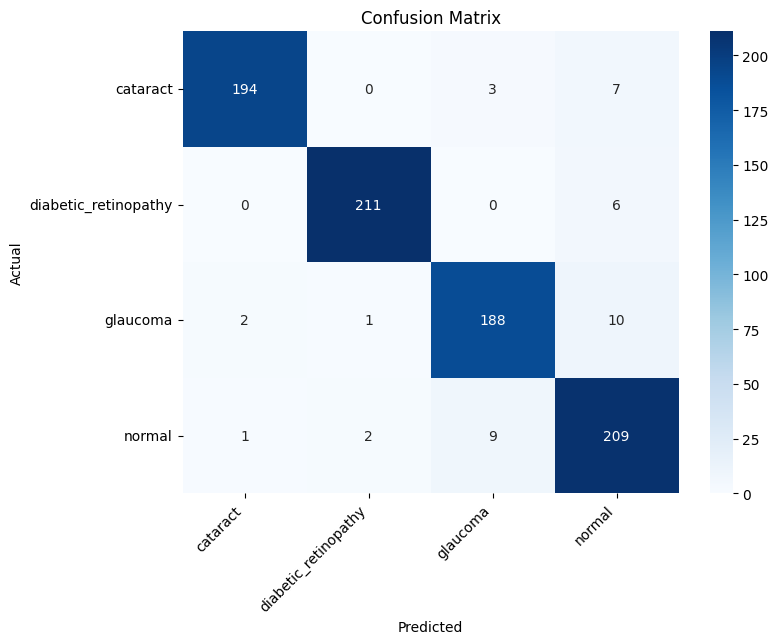 Confusion Matrix
Actual
cataract 194 0 3 7
diabetic_retinopathy 0 211 0 6
glaucoma 2 1 188 10
normal 1 2 9 209
cataract diabetic_retinopathy glaucoma normal
Predicted
200
175
150
125
100
75
50
25
0